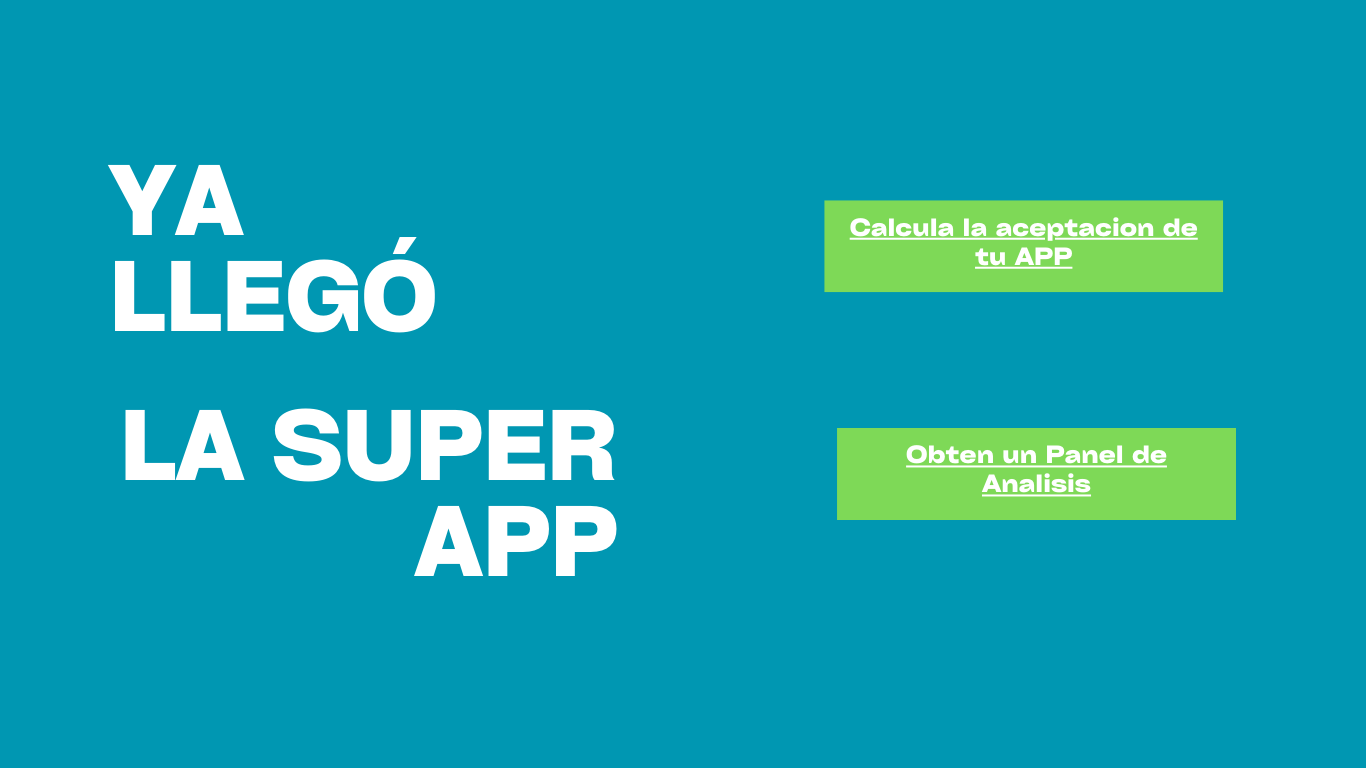 YA
LLEGÓ
LA SUPER
APP
Calcula la aceptacion de
tu APP
Obten un Panel de
Analisis